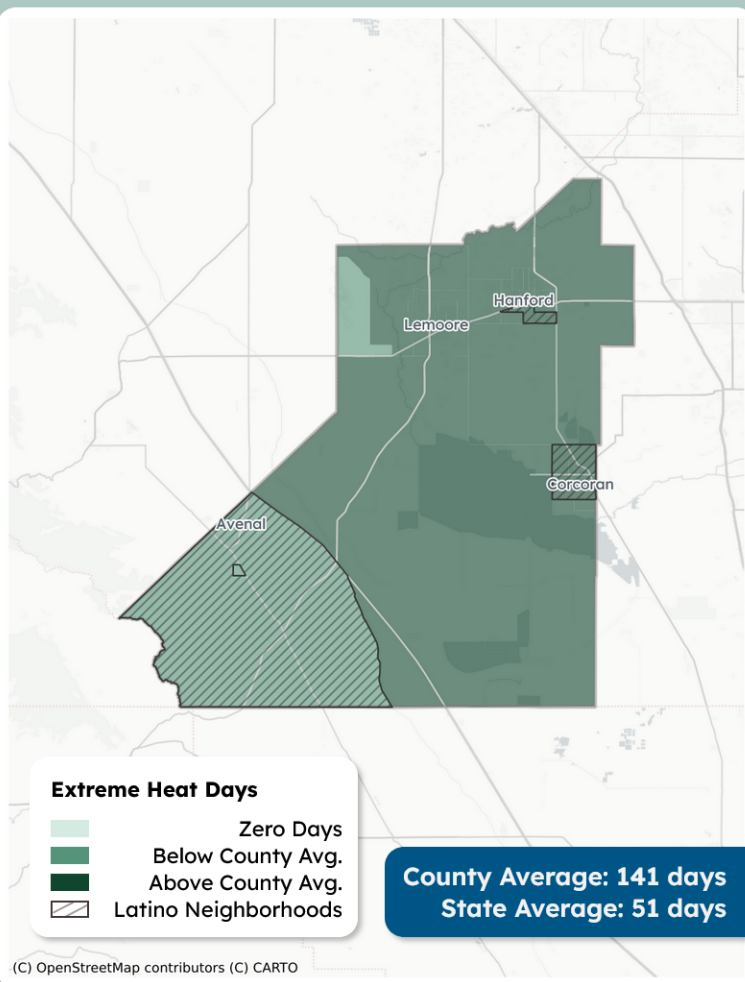 Hanford
Lemoore
Corcoran
Avenal
Extreme Heat Days
Zero Days
Below County Avg.
Above County Avg.
Latino Neighborhoods
County Average: 141 days
State Average: 51 days
(C) OpenStreetMap contributors (C) CARTO